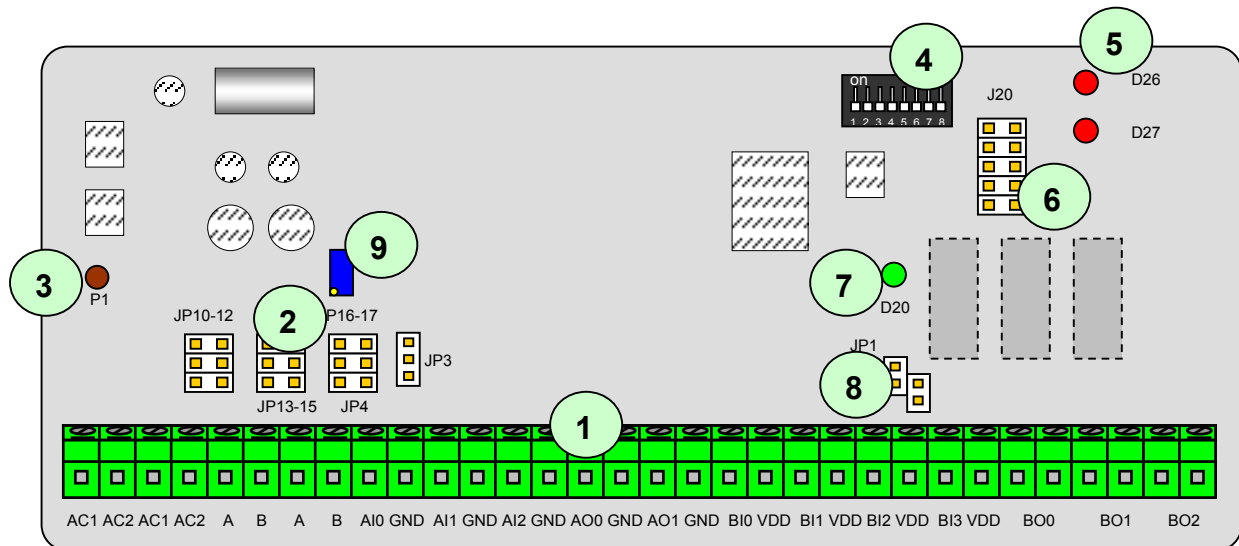 5
4
on
D26
J20
1 2 3 4 5 6 7 8
D27
6
9
3
7
P1
D20
JP10-12
2
P16-17
JP1
JP3
8
JP13-15
JP4
1
AC1 AC2 AC1 AC2 A B A B AI0 GND AI1 GND AI2 GND AO0 GND AO1 GND BI0 VDD BI1 VDD BI2 VDD BI3 VDD BO0 BO1 BO2